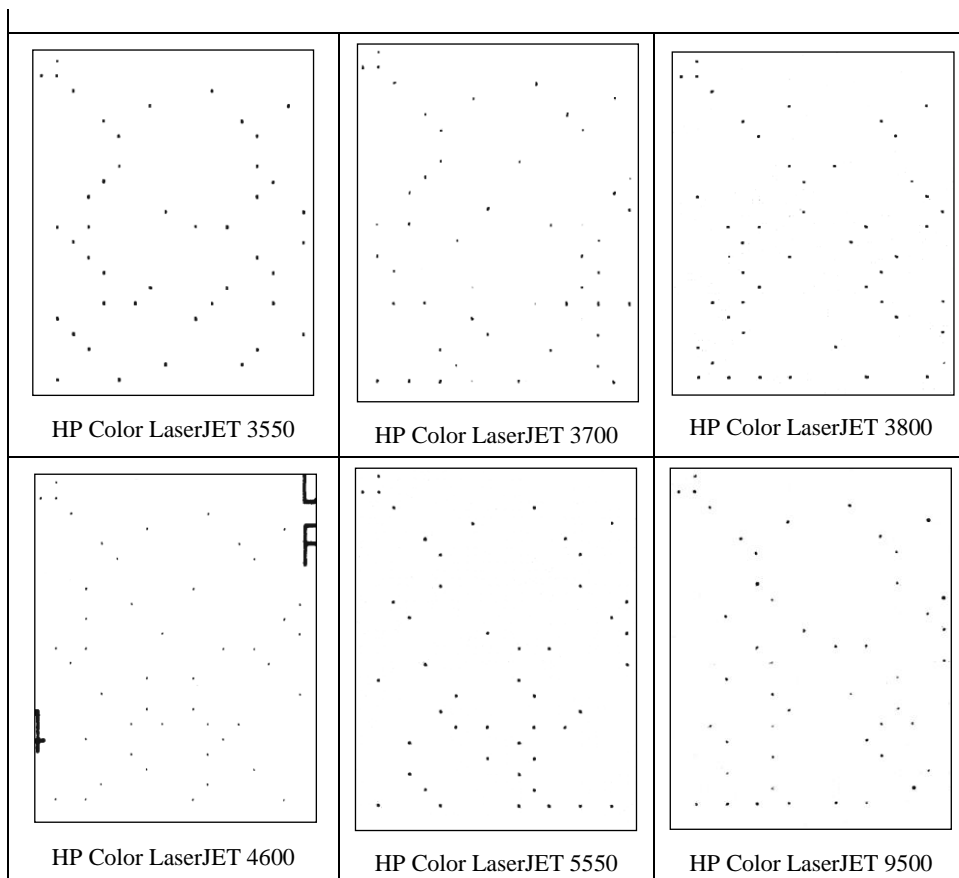 HP Color LaserJET 3550
HP Color LaserJET 3700
HP Color LaserJET 3800
HP Color LaserJET 4600
HP Color LaserJET 5550
HP Color LaserJET 9500